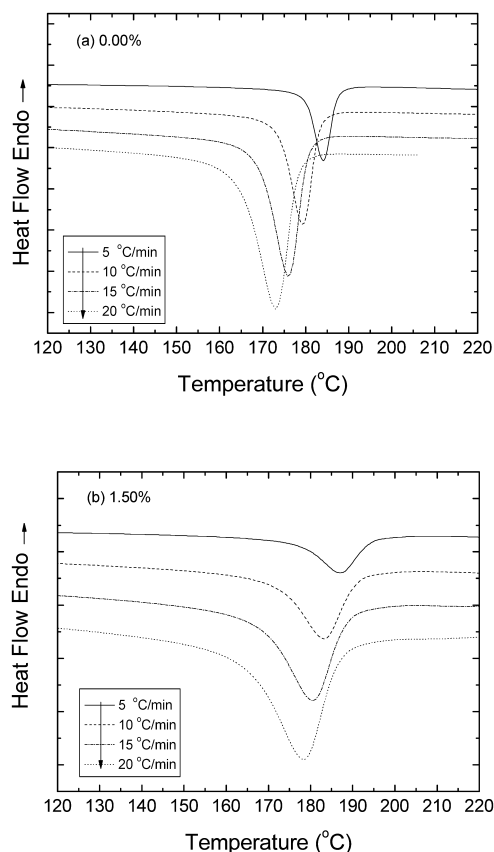 (a) 0.00%
Heat Flow Endo →
5 °C/min
10 °C/min
15 °C/min
20 °C/min
120 130 140 150 160 170 180 190 200 210 220
Temperature (°C)
(b) 1.50%
Heat Flow Endo →
5 °C/min
10 °C/min
15 °C/min
20 °C/min
120 130 140 150 160 170 180 190 200 210 220
Temperature (°C)